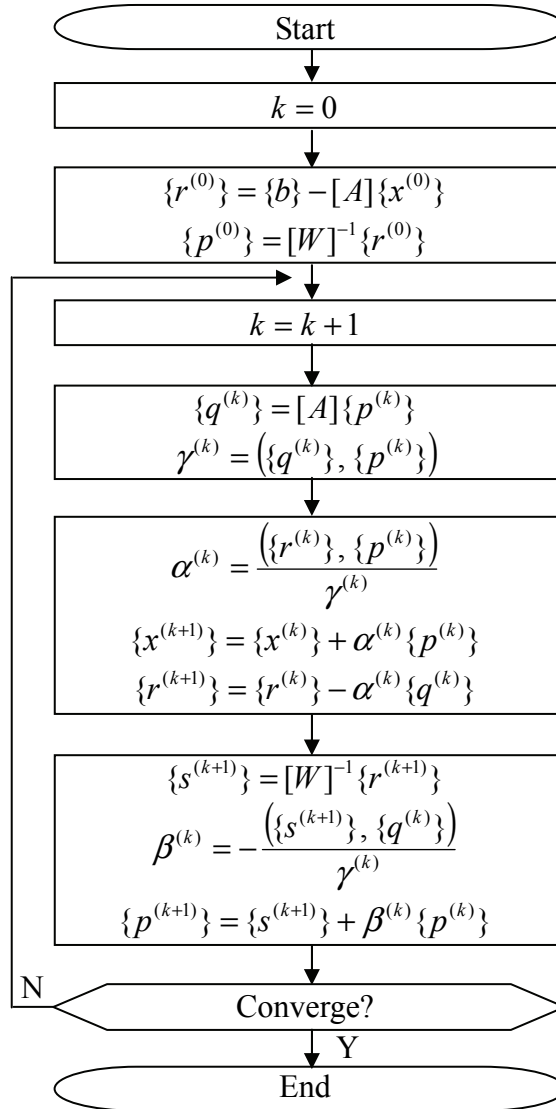 Start
k = 0
{r^(0)} = {b} − [A]{x^(0)}
{p^(0)} = [W]^−1 {r^(0)}
k = k + 1
{q^(k)} = [A]{p^(k)}
γ^(k) = ({q^(k)}, {p^(k)})
α^(k) = ({r^(k)}, {p^(k)}) / γ^(k)
{x^(k+1)} = {x^(k)} + α^(k) {p^(k)}
{r^(k+1)} = {r^(k)} − α^(k) {q^(k)}
{s^(k+1)} = [W]^−1 {r^(k+1)}
β^(k) = − ({s^(k+1)}, {q^(k)}) / γ^(k)
{p^(k+1)} = {s^(k+1)} + β^(k) {p^(k)}
N
Converge?
Y
End